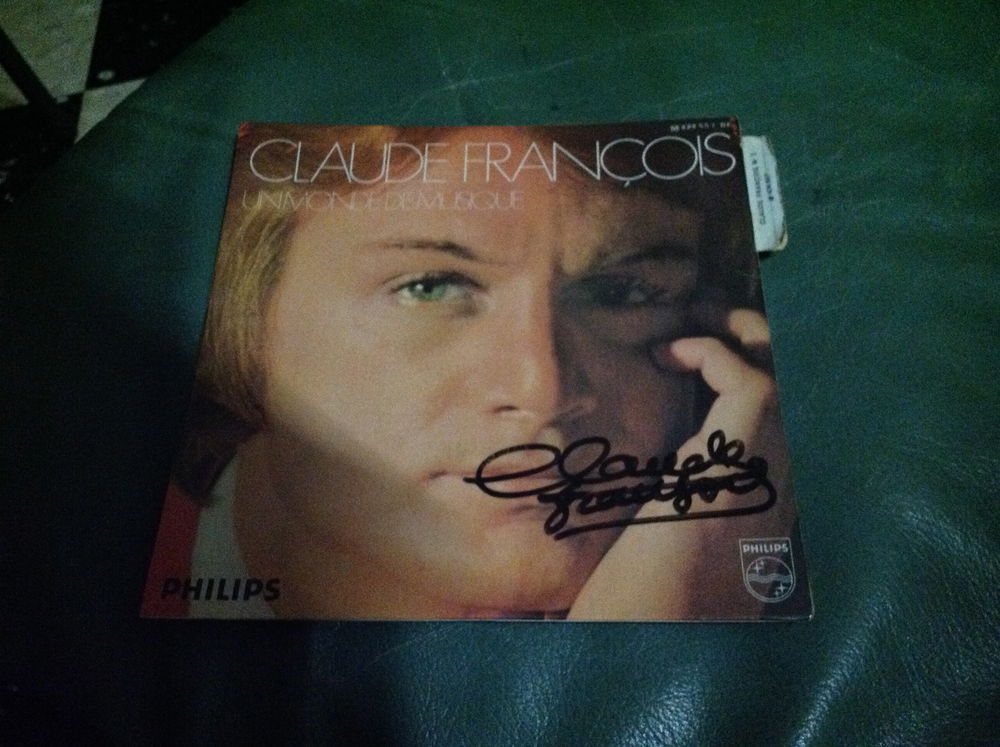 CLAUDE FRANÇOIS
UN MONDE DE MUSIQUE
Claude
François
PHILIPS
PHILIPS